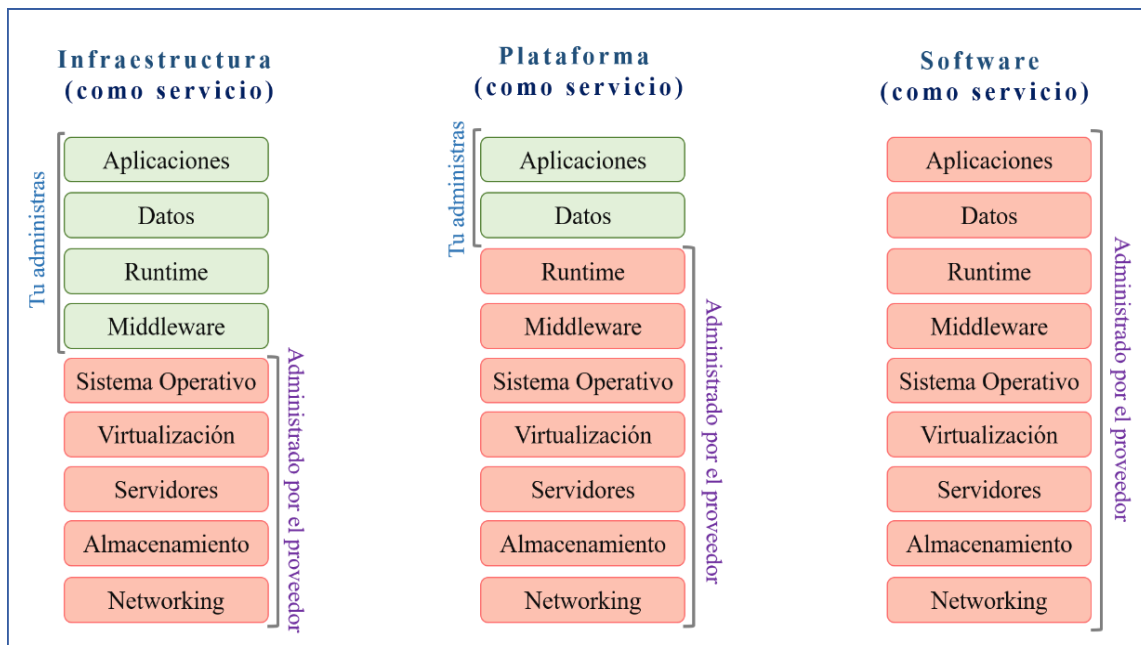 Infraestructura
(como servicio)
Tu administras
Aplicaciones
Datos
Runtime
Middleware
Sistema Operativo
Virtualización
Servidores
Almacenamiento
Networking
Administrado por el proveedor
Plataforma
(como servicio)
Tu administras
Aplicaciones
Datos
Runtime
Middleware
Sistema Operativo
Virtualización
Servidores
Almacenamiento
Networking
Administrado por el proveedor
Software
(como servicio)
Aplicaciones
Datos
Runtime
Middleware
Sistema Operativo
Virtualización
Servidores
Almacenamiento
Networking
Administrado por el proveedor